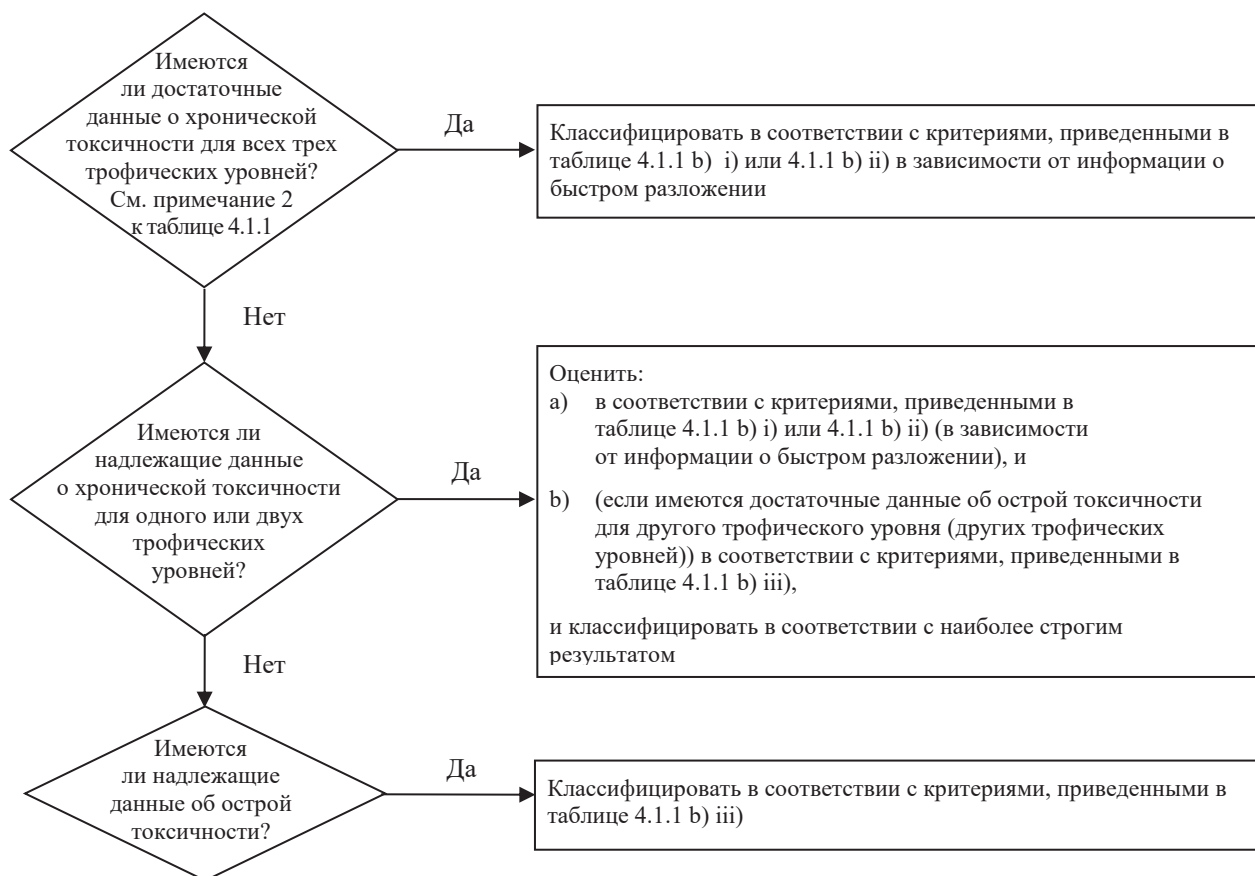 Имеются
ли достаточные
данные о хронической
токсичности для всех трех
трофических уровней?
См. примечание 2
к таблице 4.1.1
Да
Классифицировать в соответствии с критериями, приведенными в
таблице 4.1.1 b) i) или 4.1.1 b) ii) в зависимости от информации о
быстром разложении
Нет
Имеются ли
надлежащие данные
о хронической токсичности
для одного или двух
трофических
уровней?
Да
Оценить:
a) в соответствии с критериями, приведенными в
таблице 4.1.1 b) i) или 4.1.1 b) ii) (в зависимости
от информации о быстром разложении), и
b) (если имеются достаточные данные об острой токсичности
для другого трофического уровня (других трофических
уровней)) в соответствии с критериями, приведенными в
таблице 4.1.1 b) iii),
и классифицировать в соответствии с наиболее строгим
результатом
Нет
Имеются
ли надлежащие
данные об острой
токсичности?
Да
Классифицировать в соответствии с критериями, приведенными в
таблице 4.1.1 b) iii)